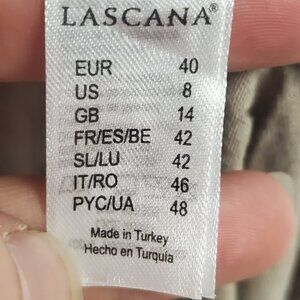 LASCANA®
EUR 40
US 8
GB 14
FR/ES/BE 42
SL/LU 42
IT/RO 46
PYC/UA 48
Made in Turkey
Hecho en Turquía